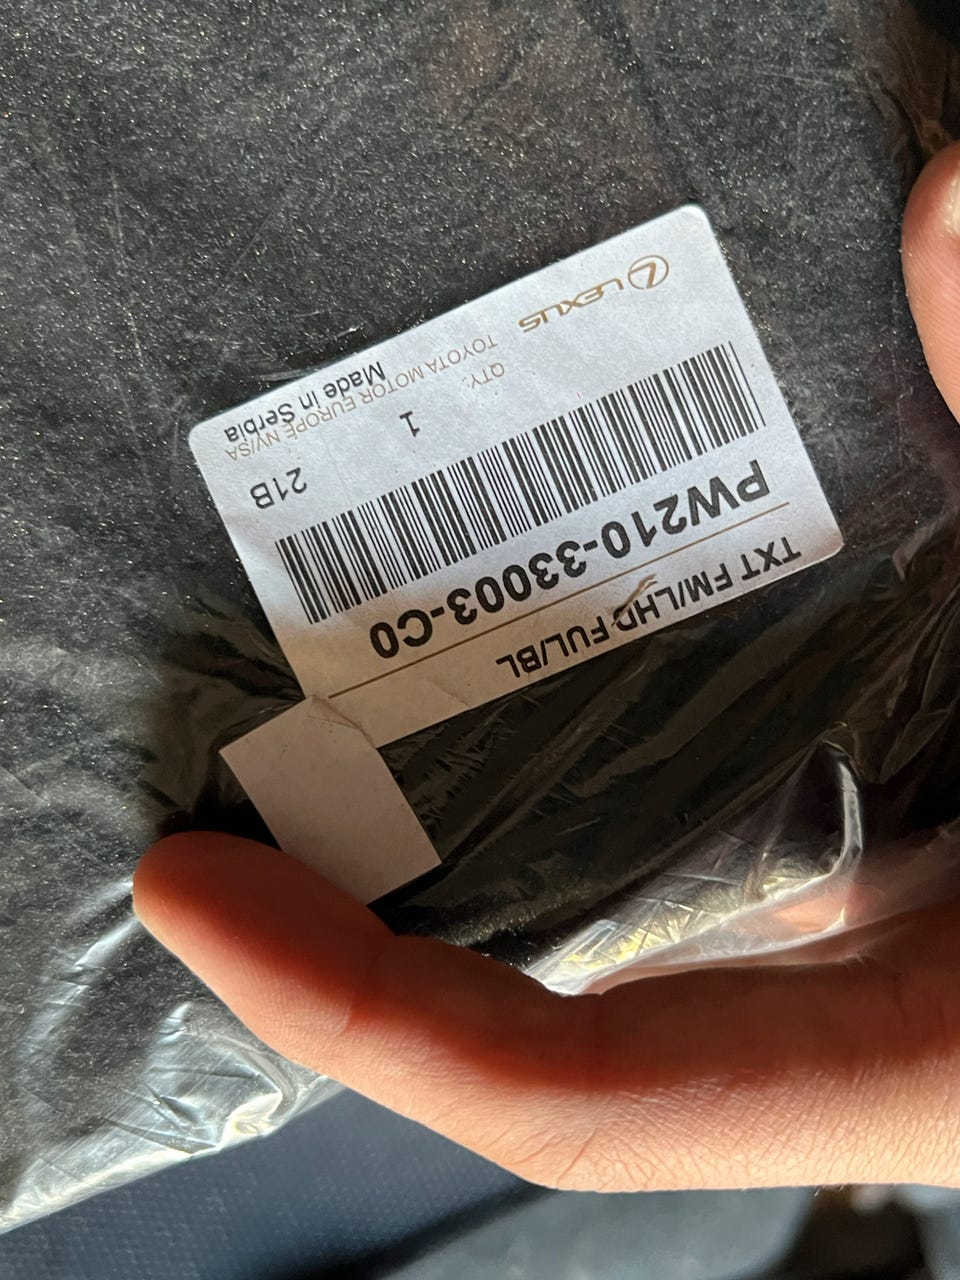 TXT FM/LHD FUL/BL
PW210-33003-C0
QTY.
1
21B
LEXUS
TOYOTA MOTOR EUROPE NV/SA
Made in Serbia